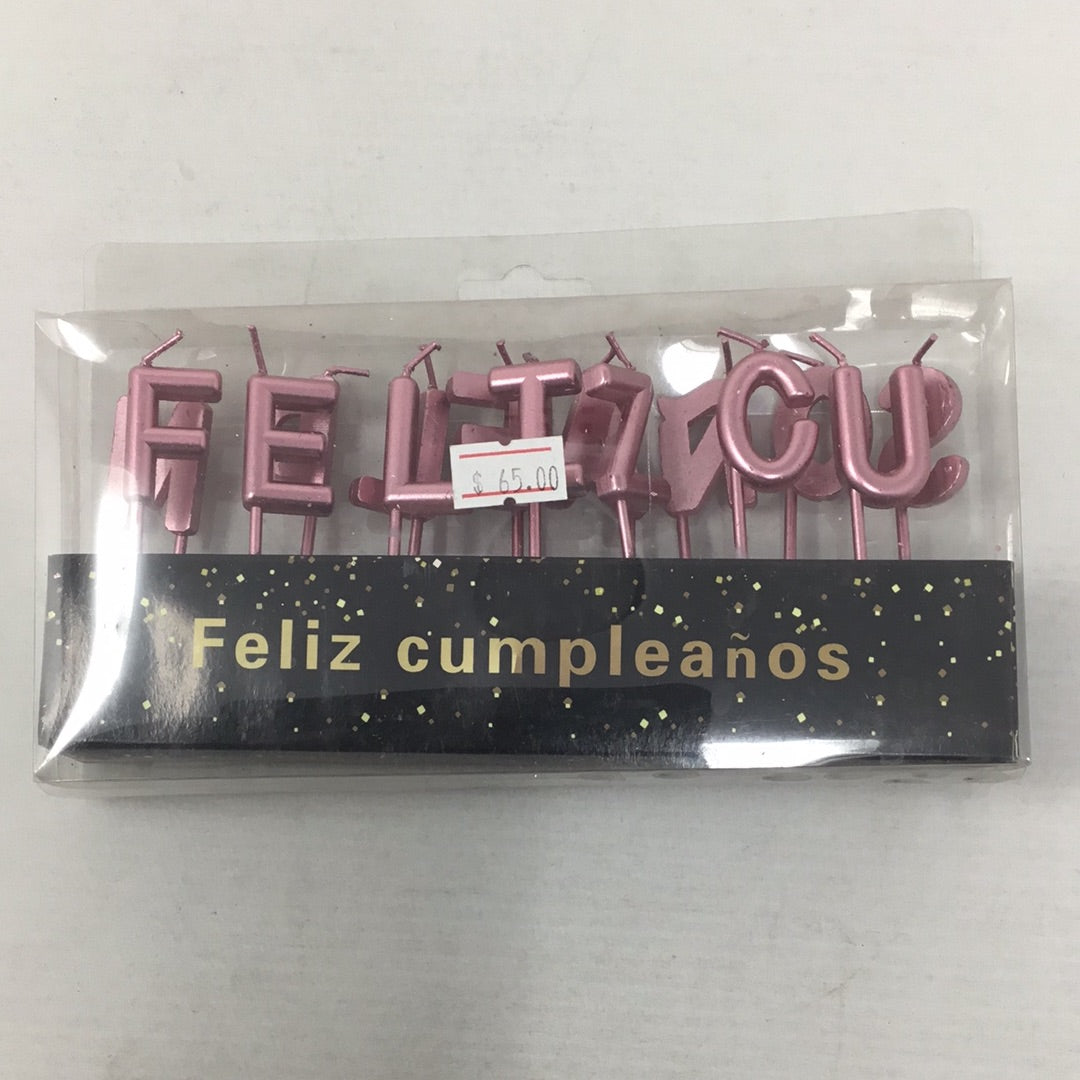 FELIZ CU
$ 65.00
Feliz cumpleaños